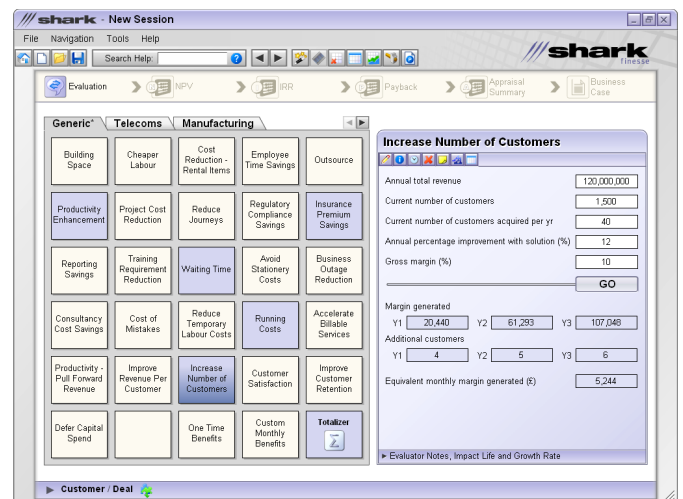 shark - New Session
File Navigation Tools Help
Search Help:
shark
finesse
Evaluation NPV IRR Payback Appraisal Summary Business Case
Generic* Telecoms Manufacturing
Building Space
Cheaper Labour
Cost Reduction - Rental Items
Employee Time Savings
Outsource
Productivity Enhancement
Project Cost Reduction
Reduce Journeys
Regulatory Compliance Savings
Insurance Premium Savings
Reporting Savings
Training Requirement Reduction
Waiting Time
Avoid Stationery Costs
Business Outage Reduction
Consultancy Cost Savings
Cost of Mistakes
Reduce Temporary Labour Costs
Running Costs
Accelerate Billable Services
Productivity - Pull Forward Revenue
Improve Revenue Per Customer
Increase Number of Customers
Customer Satisfaction
Improve Customer Retention
Defer Capital Spend
One Time Benefits
Custom Monthly Benefits
Totalizer
Σ
Increase Number of Customers
Annual total revenue 120,000,000
Current number of customers 1,500
Current number of customers acquired per yr 40
Annual percentage improvement with solution (%) 12
Gross margin (%) 10
GO
Margin generated
Y1 20,440 Y2 61,293 Y3 107,048
Additional customers
Y1 4 Y2 5 Y3 6
Equivalent monthly margin generated (£) 5,244
Evaluator Notes, Impact Life and Growth Rate
Customer / Deal